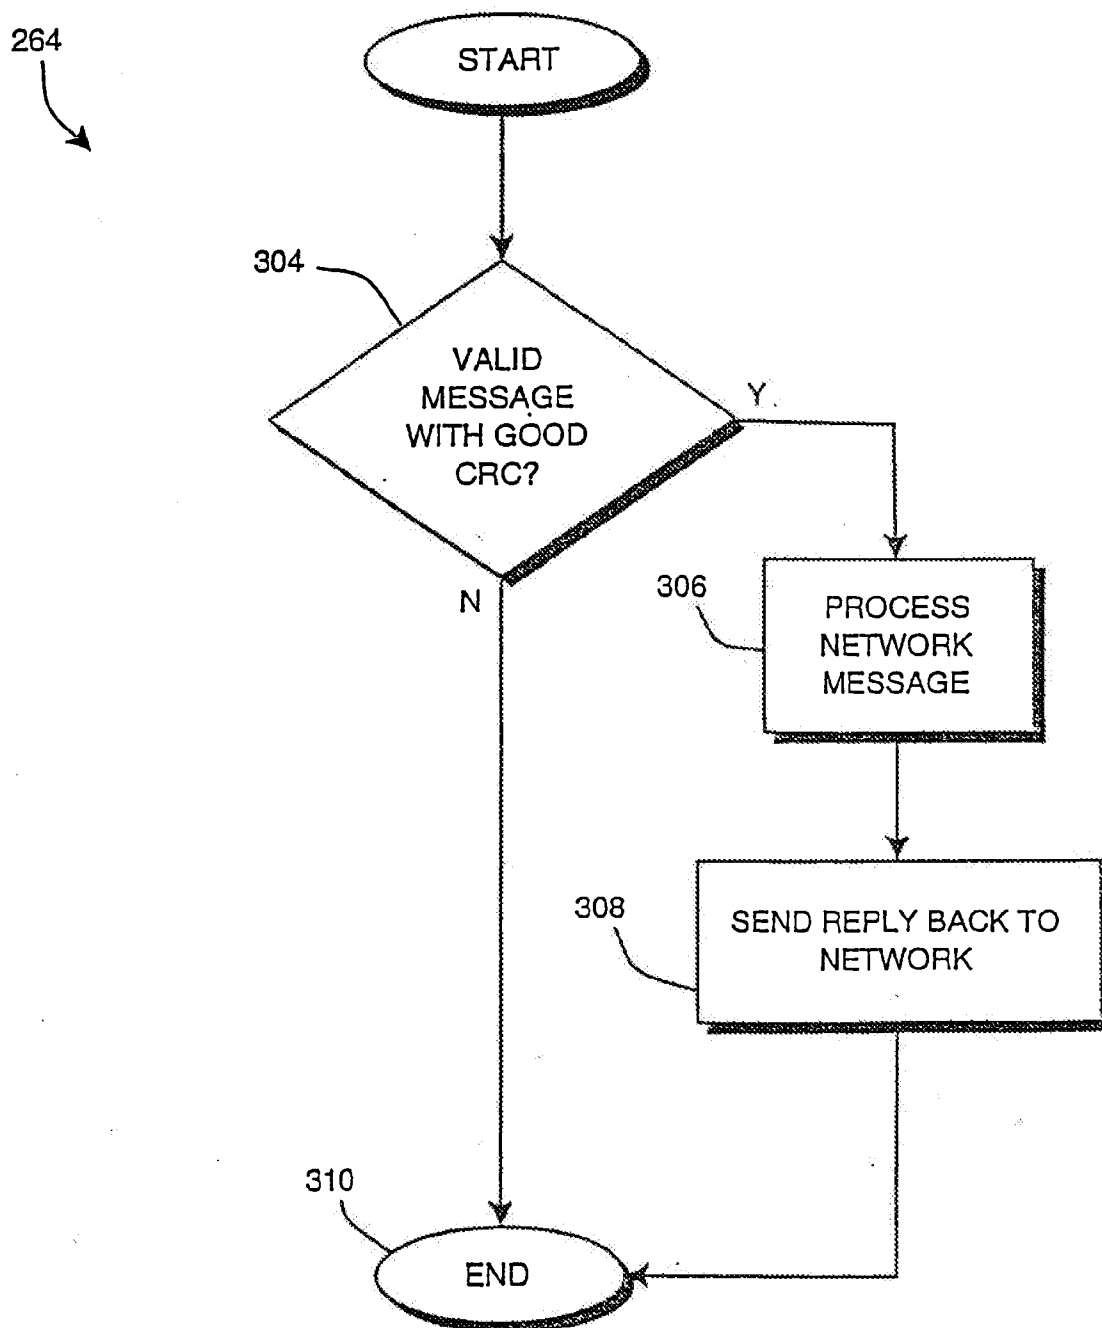 264
START
304
VALID
MESSAGE
WITH GOOD
CRC?
Y
N
306
PROCESS
NETWORK
MESSAGE
308
SEND REPLY BACK TO
NETWORK
310
END